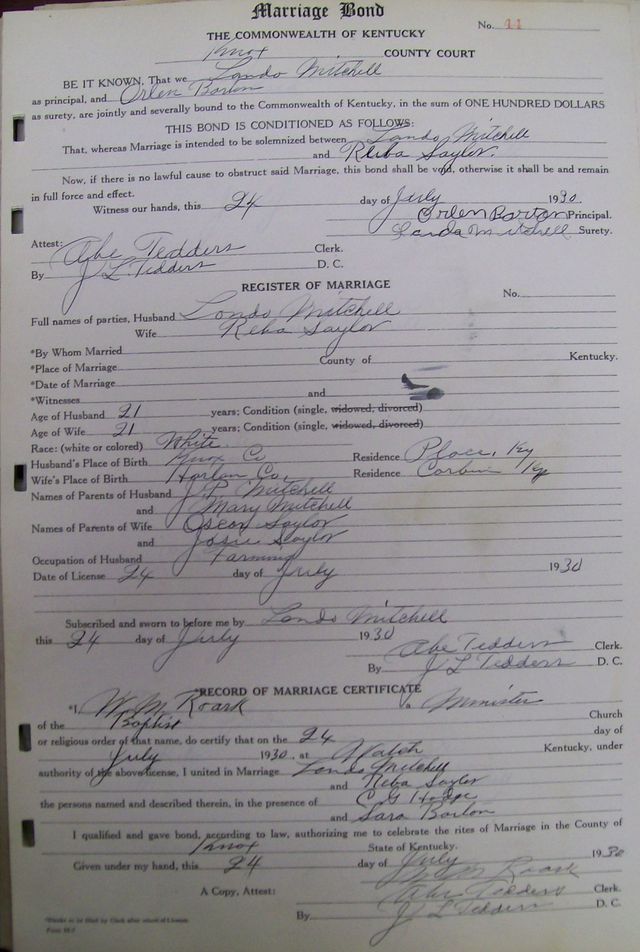 Marriage Bond
No. 11
THE COMMONWEALTH OF KENTUCKY
Knox COUNTY COURT
BE IT KNOWN, That we Lando Mitchell
as principal, and Orlen Barton
as surety, are jointly and severally bound to the Commonwealth of Kentucky, in the sum of ONE HUNDRED DOLLARS
THIS BOND IS CONDITIONED AS FOLLOWS:
That, whereas Marriage is intended to be solemnized between Lando Mitchell
and Reba Saylor.
Now, if there is no lawful cause to obstruct said Marriage, this bond shall be void, otherwise it shall be and remain
in full force and effect.
Witness our hands, this 24 day of July 1930.
Orlen Barton Principal.
Lando Mitchell Surety.
Attest:
Abe Tedders Clerk.
By J L Tedders D. C.
REGISTER OF MARRIAGE
No.
Full names of parties, Husband Lando Mitchell
Wife Reba Saylor
*By Whom Married
*Place of Marriage County of Kentucky.
*Date of Marriage
*Witnesses and
Age of Husband 21 years; Condition (single, widowed, divorced)
Age of Wife 21 years; Condition (single, widowed, divorced)
Race: (white or colored) White.
Husband's Place of Birth Knox Co Residence Ky
Wife's Place of Birth Harlan Co. Residence Corbin Ky
Names of Parents of Husband Mitchell
and Mary Mitchell
Names of Parents of Wife Oscar Saylor
and Josie Saylor
Occupation of Husband Farming
Date of License 24 day of July 1930
Subscribed and sworn to before me by Lando Mitchell
this 24 day of July 1930
Abe Tedders Clerk.
By J L Tedders D. C.
RECORD OF MARRIAGE CERTIFICATE
*I, W. M. Roark a Minister
of the Baptist Church
or religious order of that name, do certify that on the 24 day of
July 1930. at Kentucky, under
authority of the above license, I united in Marriage Lando Mitchell
and Reba Saylor
the persons named and described therein, in the presence of C G
and Sara Barton
I qualified and gave bond, according to law, authorizing me to celebrate the rites of Marriage in the County of
Knox State of Kentucky.
Given under my hand, this 24 day of July 1930
W M Roark
A Copy, Attest: Abe Tedders Clerk.
By J L Tedders D. C.
*Blanks to be filled by Clerk after return of License.